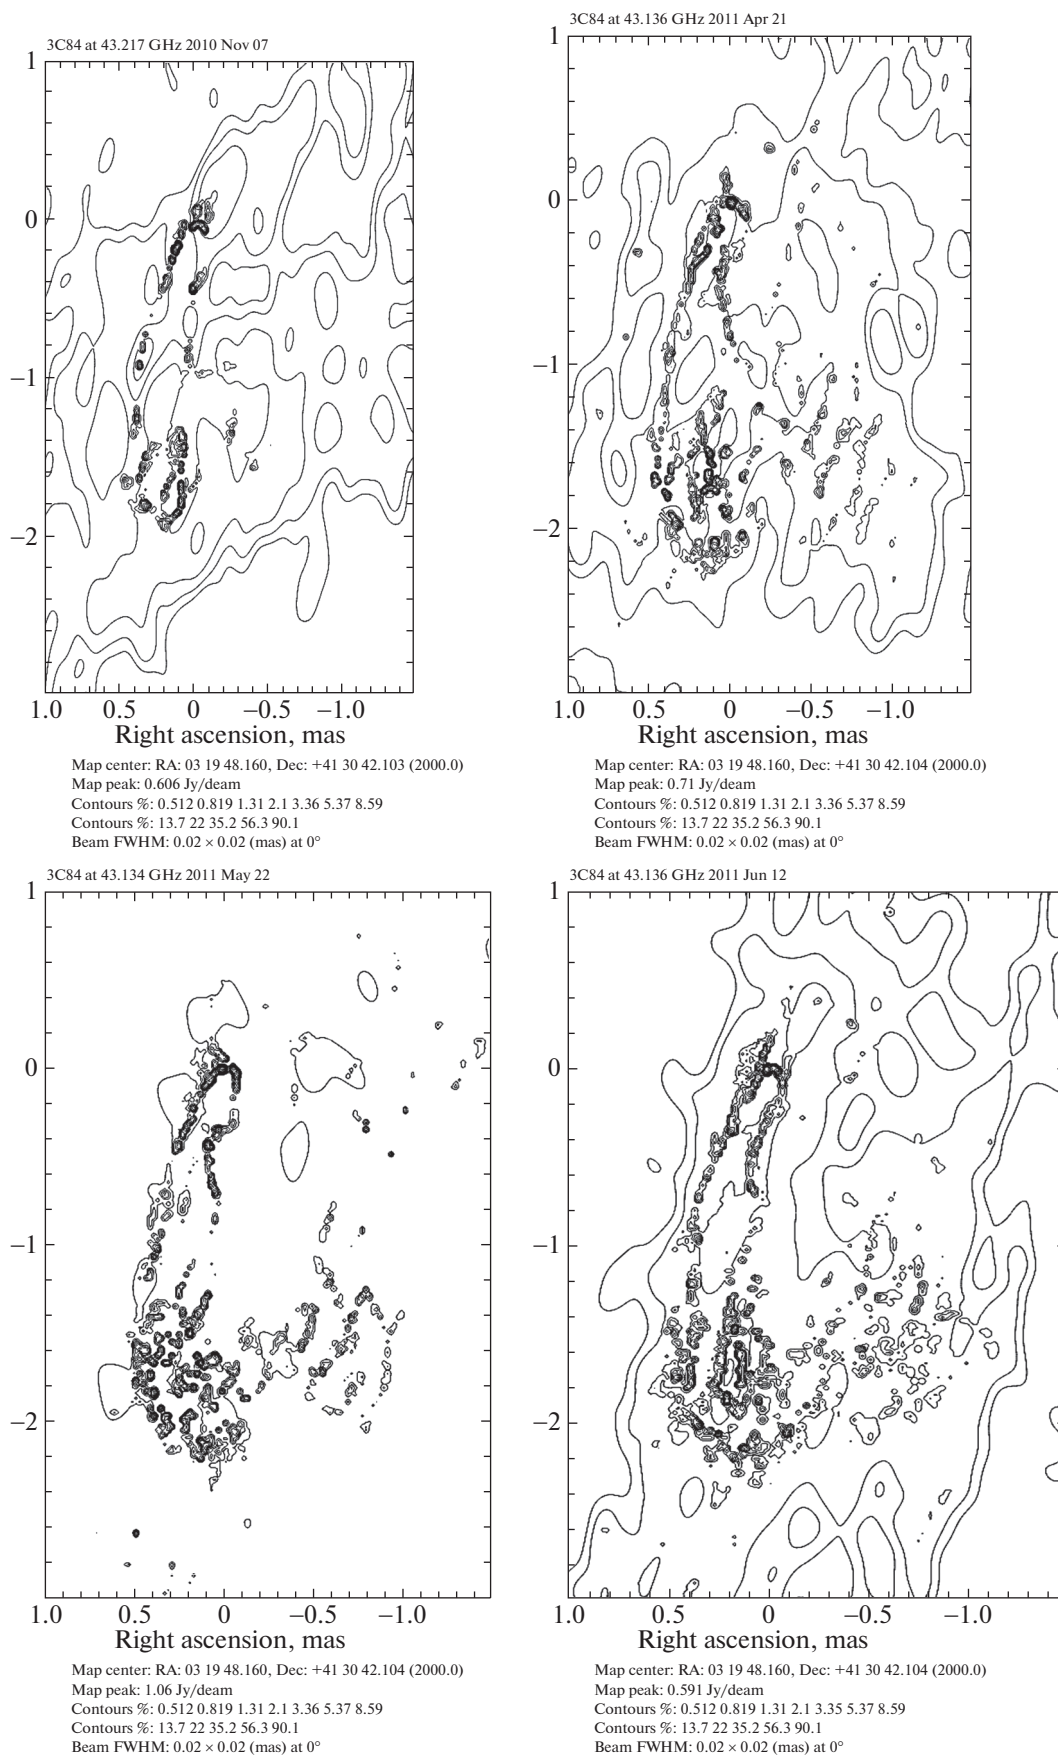 3C84 at 43.217 GHz 2010 Nov 07
1
0
−1
−2
1.0 0.5 0 −0.5 −1.0
Right ascension, mas
Map center: RA: 03 19 48.160, Dec: +41 30 42.103 (2000.0)
Map peak: 0.606 Jy/deam
Contours %: 0.512 0.819 1.31 2.1 3.36 5.37 8.59
Contours %: 13.7 22 35.2 56.3 90.1
Beam FWHM: 0.02 × 0.02 (mas) at 0°
3C84 at 43.136 GHz 2011 Apr 21
1
0
−1
−2
1.0 0.5 0 −0.5 −1.0
Right ascension, mas
Map center: RA: 03 19 48.160, Dec: +41 30 42.104 (2000.0)
Map peak: 0.71 Jy/deam
Contours %: 0.512 0.819 1.31 2.1 3.36 5.37 8.59
Contours %: 13.7 22 35.2 56.3 90.1
Beam FWHM: 0.02 × 0.02 (mas) at 0°
3C84 at 43.134 GHz 2011 May 22
1
0
−1
−2
1.0 0.5 0 −0.5 −1.0
Right ascension, mas
Map center: RA: 03 19 48.160, Dec: +41 30 42.104 (2000.0)
Map peak: 1.06 Jy/deam
Contours %: 0.512 0.819 1.31 2.1 3.36 5.37 8.59
Contours %: 13.7 22 35.2 56.3 90.1
Beam FWHM: 0.02 × 0.02 (mas) at 0°
3C84 at 43.136 GHz 2011 Jun 12
1
0
−1
−2
1.0 0.5 0 −0.5 −1.0
Right ascension, mas
Map center: RA: 03 19 48.160, Dec: +41 30 42.104 (2000.0)
Map peak: 0.591 Jy/deam
Contours %: 0.512 0.819 1.31 2.1 3.35 5.37 8.59
Contours %: 13.7 22 35.2 56.3 90.1
Beam FWHM: 0.02 × 0.02 (mas) at 0°